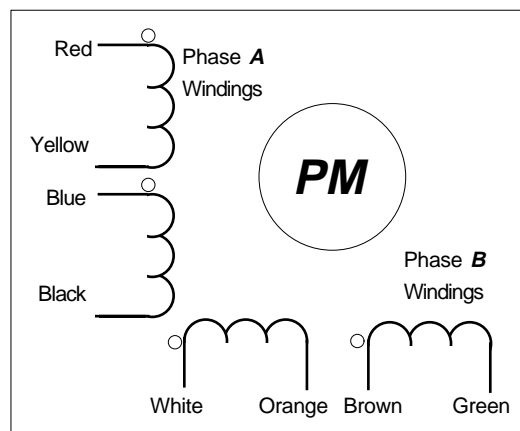 Red
Phase A
Windings
Yellow
PM
Blue
Black
Phase B
Windings
White
Orange
Brown
Green